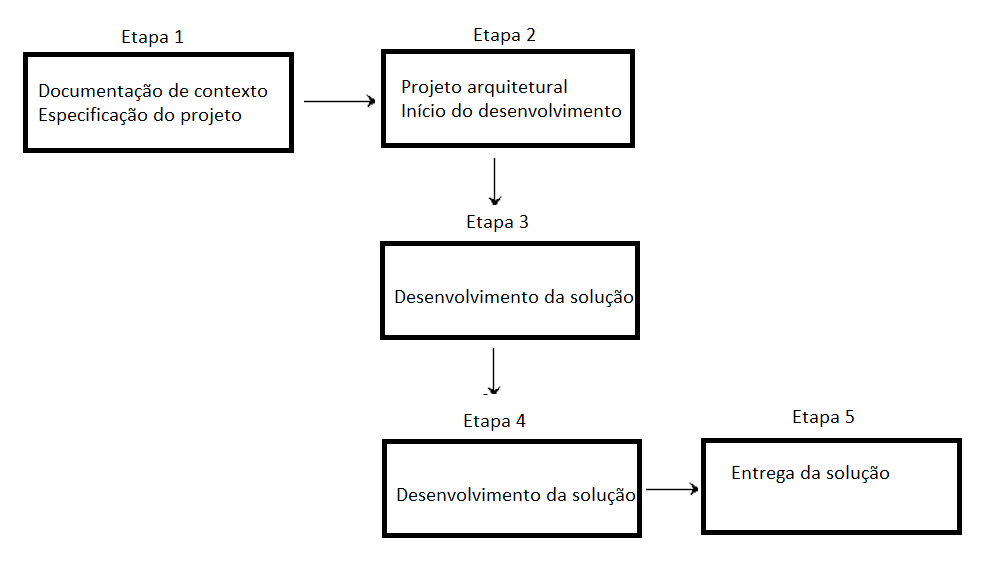 Etapa 1
Documentação de contexto
Especificação do projeto
Etapa 2
Projeto arquitetural
Início do desenvolvimento
Etapa 3
Desenvolvimento da solução
Etapa 4
Desenvolvimento da solução
Etapa 5
Entrega da solução